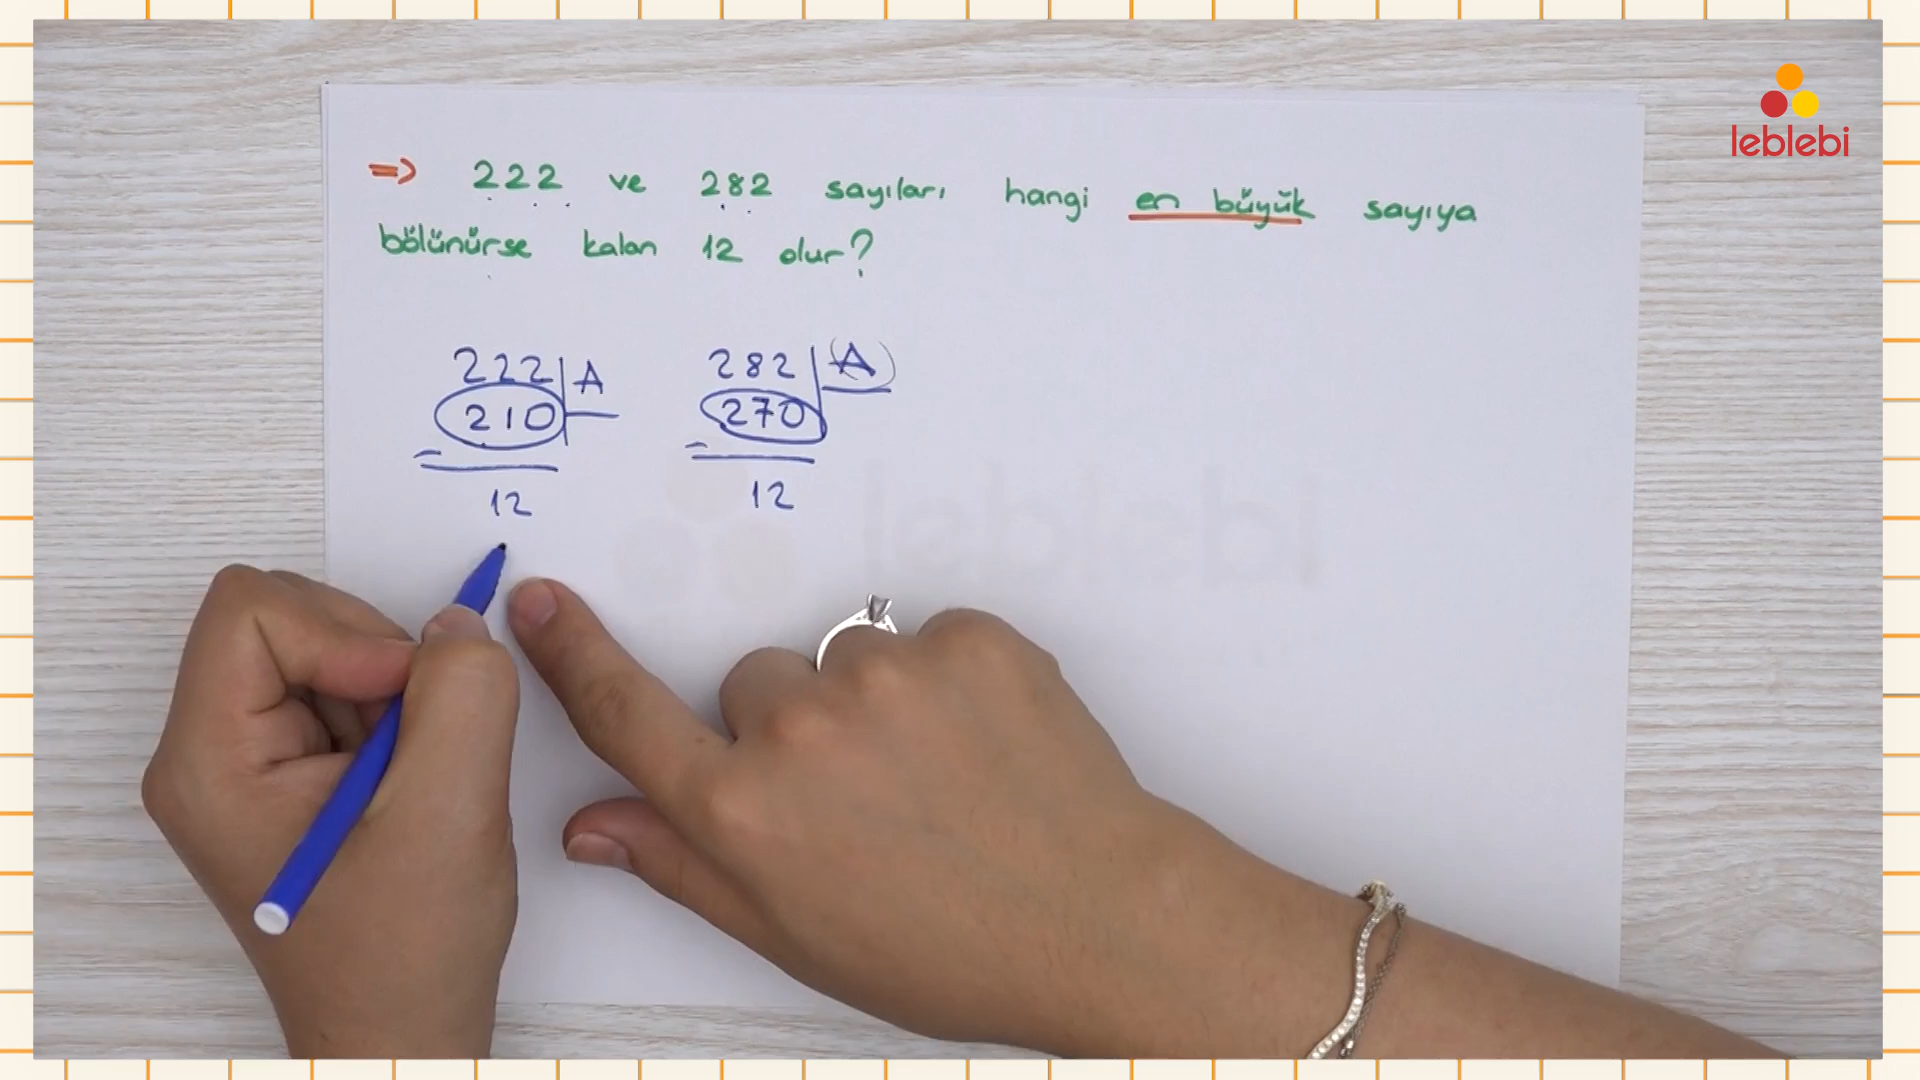 leblebi
=> 222 ve 282 sayıları hangi en büyük sayıya
bölünürse kalan 12 olur?
222 A
210
12
282 A
270
12
leblebi